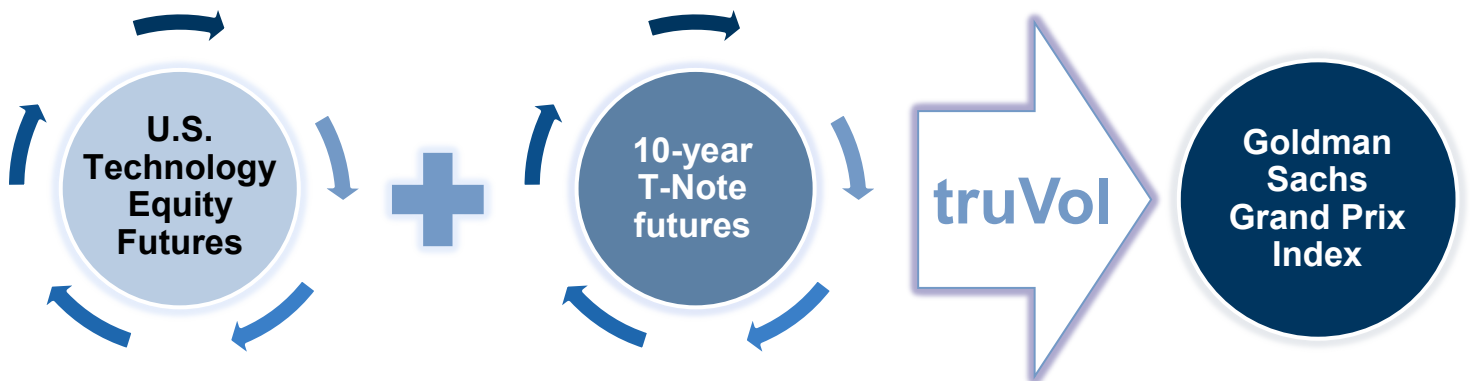 U.S.
Technology
Equity
Futures
10-year
T-Note
futures
truVol
Goldman
Sachs
Grand Prix
Index